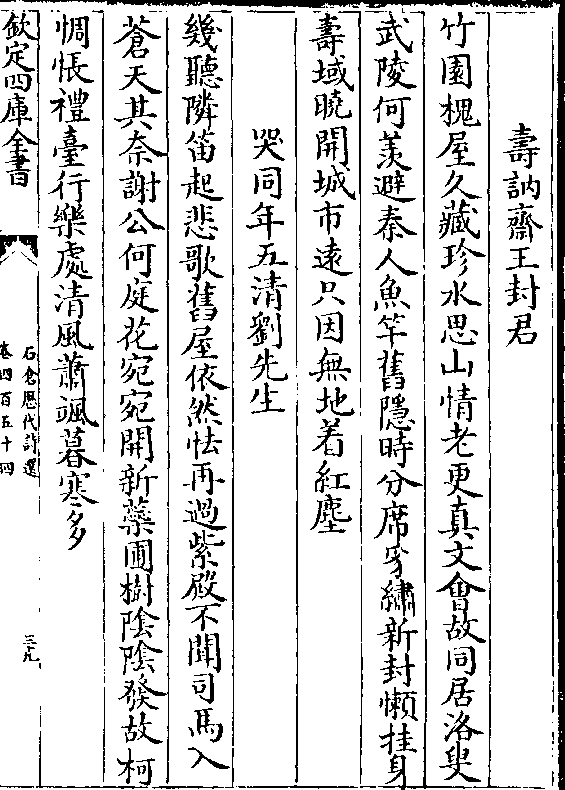 壽訥齋王封君
竹園槐屋久藏珍水思山情老更真文會故同居洛叟
武陵何羡避秦人魚竿舊隱時分席豸繡新封懶挂身
壽域曉開城市遠只因無地着紅塵
哭同年五清劉先生
幾聽隣笛起悲歌舊屋依然怯再過紫殿不聞司馬入
蒼天其奈謝公何庭花宛宛開新蘂圃樹陰陰發故柯
惆悵禮臺行樂處清風蕭颯暮寒多
欽定四庫全書
石倉歷代詩選
卷四百五十四
三九